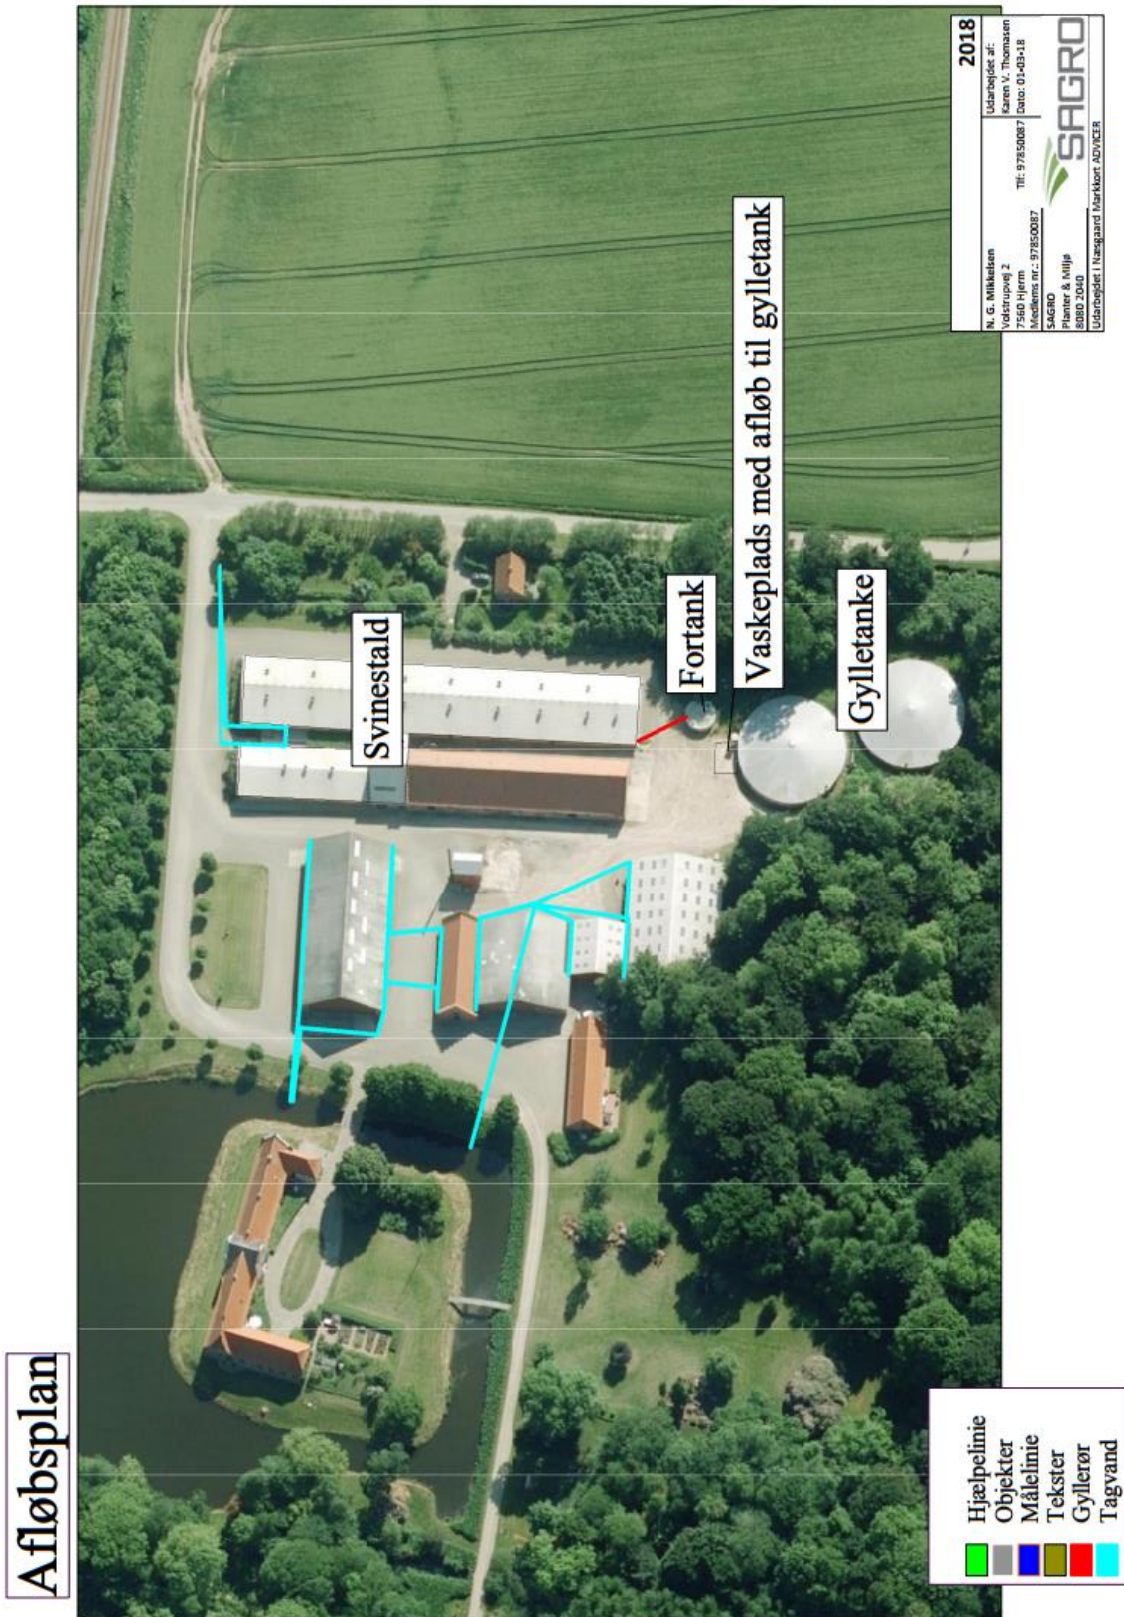 Afløbsplan
Svinestald
Fortank
Vaskeplads med afløb til gylletank
Gylletanke
Hjælpelinie
Objekter
Målelinie
Tekster
Gyllerør
Tagvand
2018
N. G. Mikkelsen
Volstrupvej 2
7560 Hjerm
Tlf: 97850087
Medlems nr.: 97850087
Udarbejdet af:
Karen V. Thomasen
Dato: 01-03-18
SAGRO
Planter & Miljø
8080 2040
SAGRO
Udarbejdet i Næsgaard Markkort ADVICER